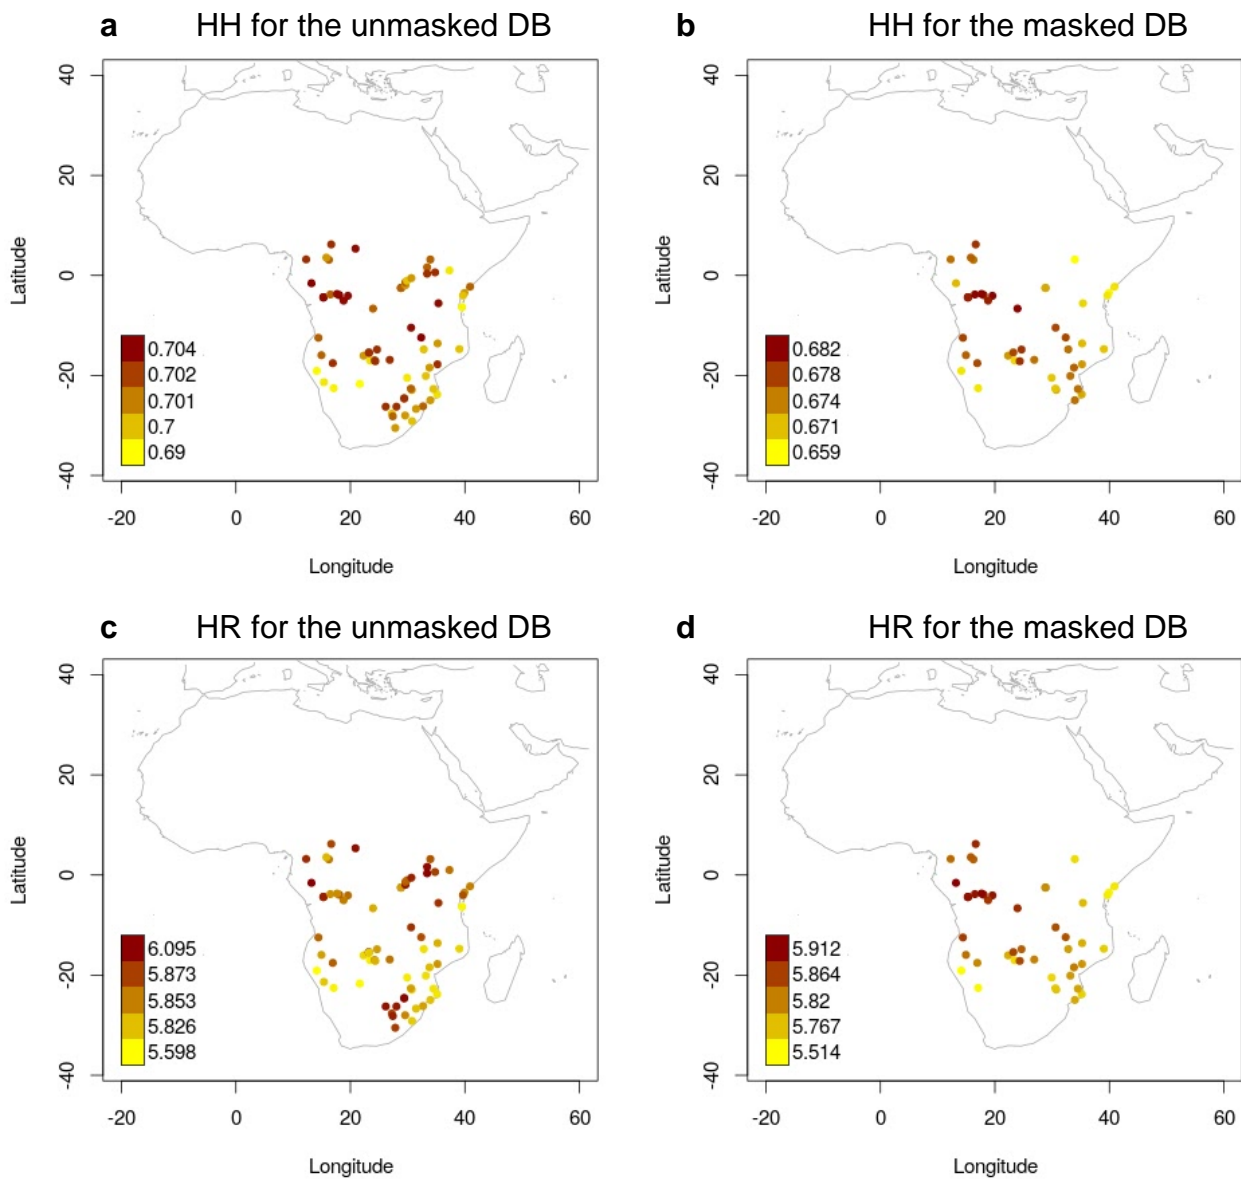 a HH for the unmasked DB
40
20
0
-20
-40
Latitude
0.704
0.702
0.701
0.7
0.69
-20 0 20 40 60
Longitude
b HH for the masked DB
40
20
0
-20
-40
Latitude
0.682
0.678
0.674
0.671
0.659
-20 0 20 40 60
Longitude
c HR for the unmasked DB
40
20
0
-20
-40
Latitude
6.095
5.873
5.853
5.826
5.598
-20 0 20 40 60
Longitude
d HR for the masked DB
40
20
0
-20
-40
Latitude
5.912
5.864
5.82
5.767
5.514
-20 0 20 40 60
Longitude